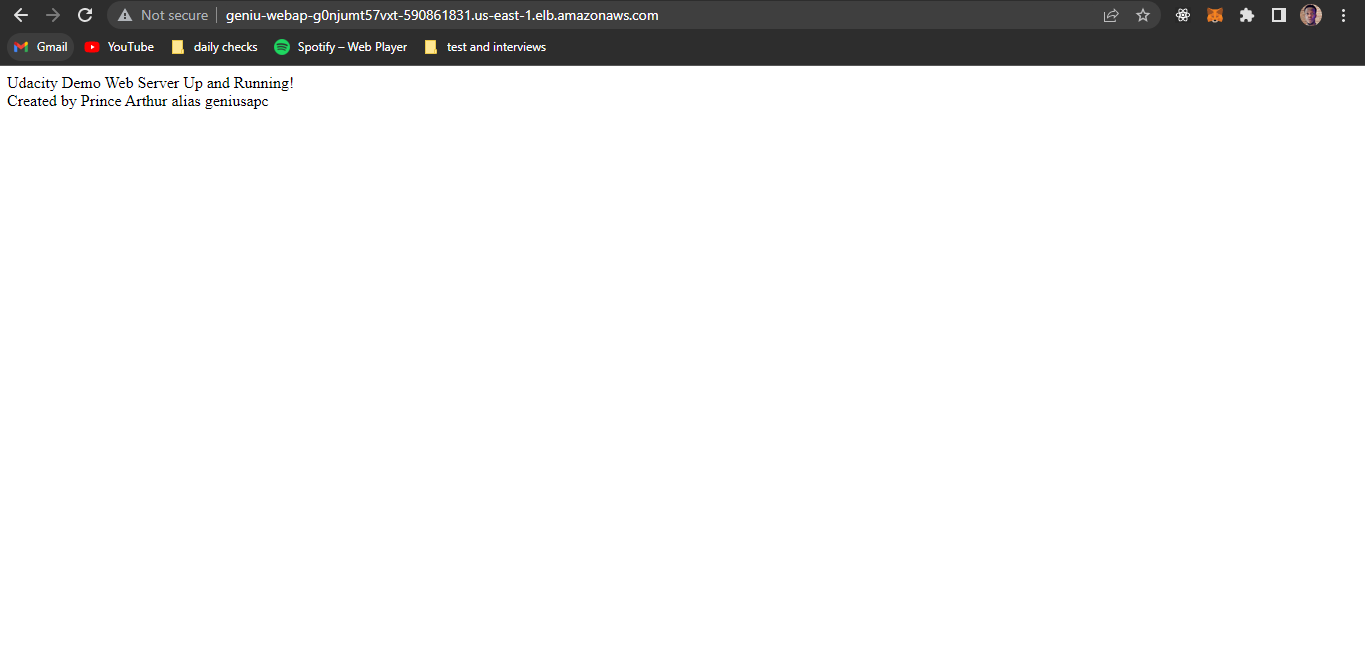 Not secure geniu-webap-g0njumt57vxt-590861831.us-east-1.elb.amazonaws.com
Gmail YouTube daily checks Spotify – Web Player test and interviews
Udacity Demo Web Server Up and Running!
Created by Prince Arthur alias geniusapc